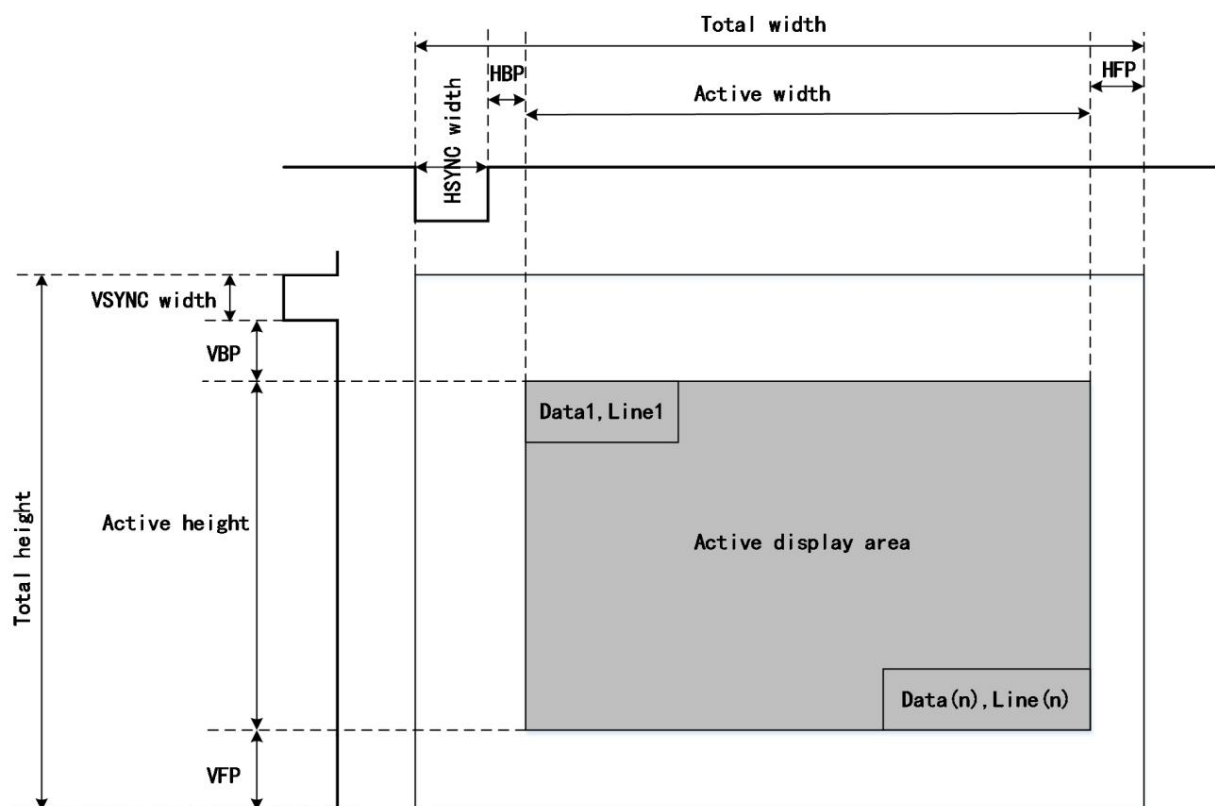 Total width
HBP
HFP
Active width
HSYNC width
VSYNC width
VBP
Data1,Line1
Active height
Total height
Active display area
Data(n),Line(n)
VFP